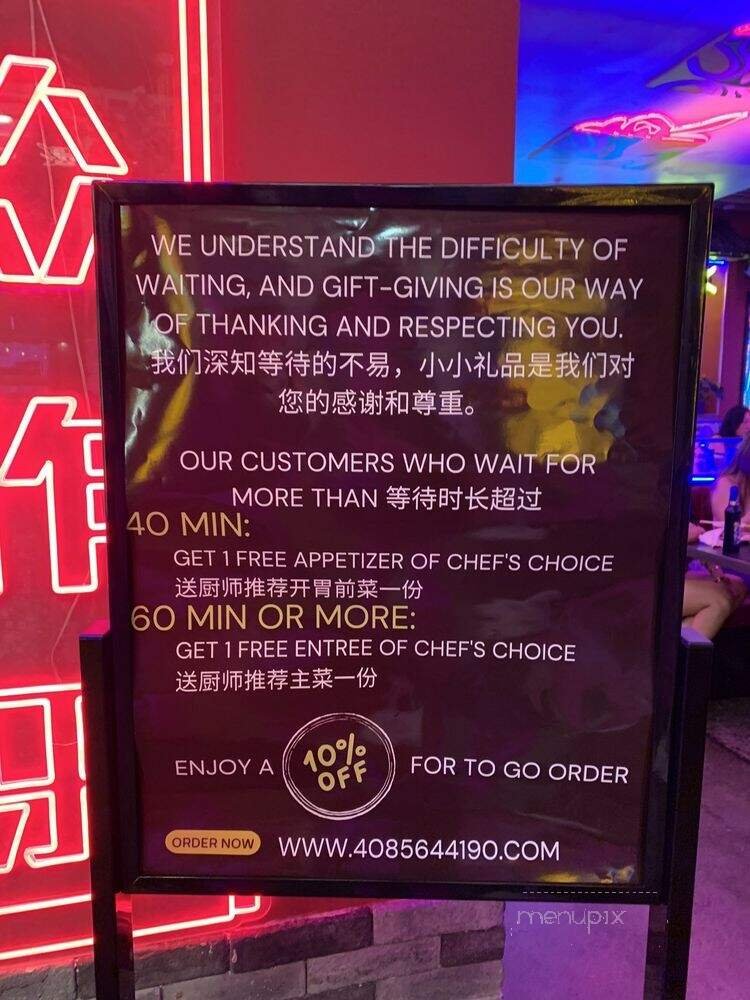 WE UNDERSTAND THE DIFFICULTY OF
WAITING, AND GIFT-GIVING IS OUR WAY
OF THANKING AND RESPECTING YOU.
我们深知等待的不易，小小礼品是我们对
您的感谢和尊重。
OUR CUSTOMERS WHO WAIT FOR
MORE THAN 等待时长超过
40 MIN:
GET 1 FREE APPETIZER OF CHEF'S CHOICE
送厨师推荐开胃前菜一份
60 MIN OR MORE:
GET 1 FREE ENTREE OF CHEF'S CHOICE
送厨师推荐主菜一份
ENJOY A 10% OFF FOR TO GO ORDER
ORDER NOW WWW.4085644190.COM
menupix